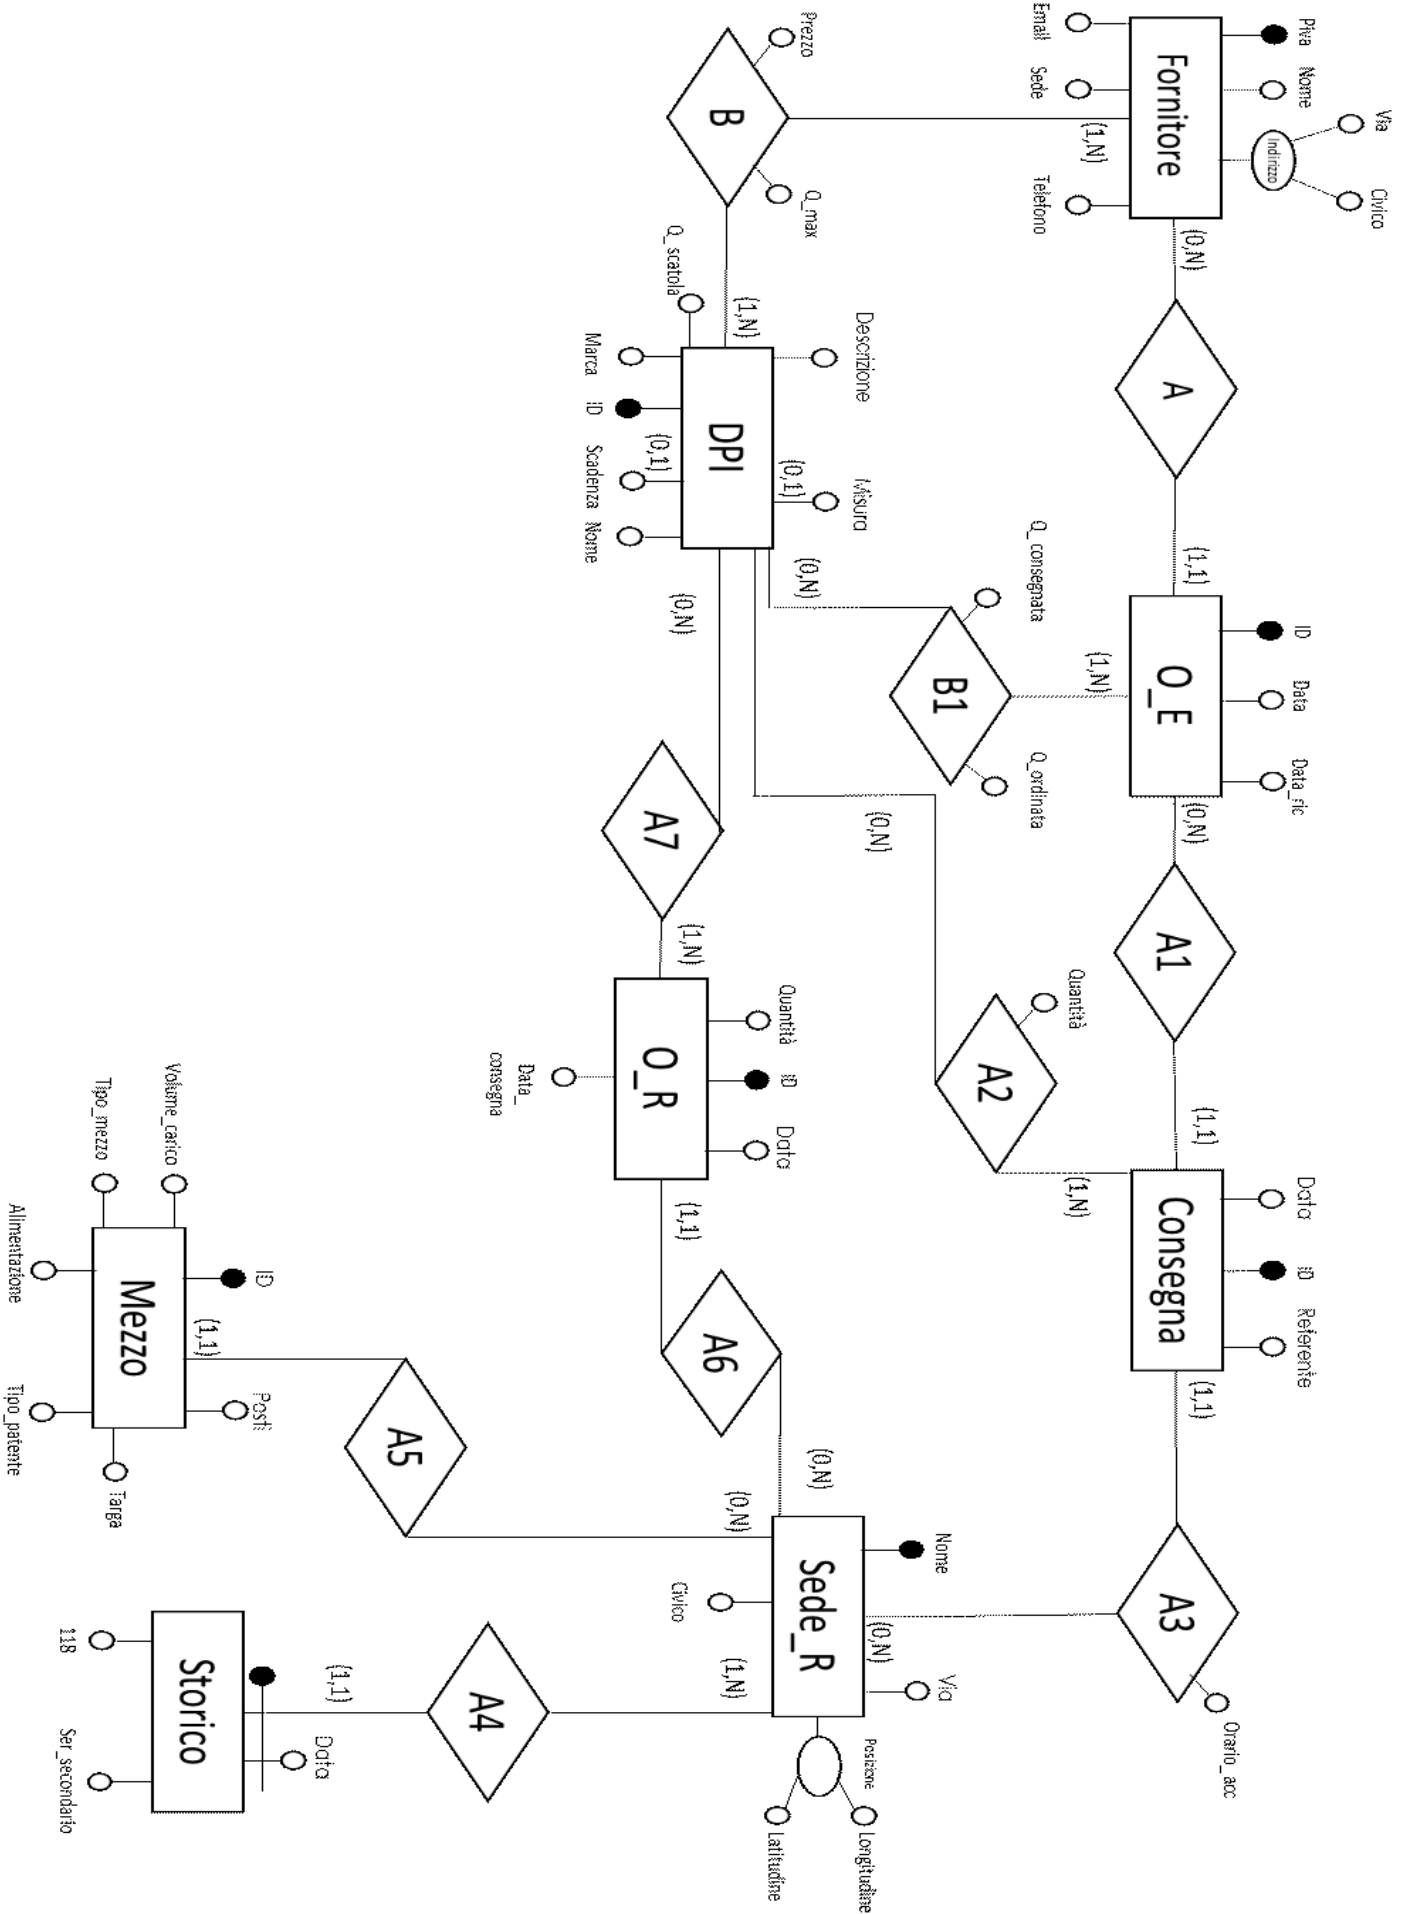 Piva
Nome
Via
Civico
Indirizzo
Fornitore
Email
Sede
Telefono
(1,N)
(0,N)
A
(1,1)
ID
Data
Data_ric
O_E
(1,N)
(0,N)
A1
(1,1)
Data
ID
Referente
Consegna
(1,N)
(1,1)
A3
Orario_acc
Prezzo
B
Q_max
(1,N)
Q_scatola
Descrizione
Misura
(0,1)
DPI
Marca
ID
(0,1)
Scadenza
Nome
(0,N)
(0,N)
Q_consegnata
B1
Q_ordinata
(0,N)
Quantità
A2
A7
(1,N)
Quantità
ID
Data
O_R
Data_
consegna
(1,1)
A6
(0,N)
Nome
Via
(0,N)
Sede_R
(0,N)
Civico
(1,N)
Posizione
Longitudine
Latitudine
Volume_carico
Tipo_mezzo
Alimentazione
ID
Mezzo
(1,1)
Posti
Tipo_patente
Targa
A5
A4
(1,1)
Storico
Data
118
Ser_secondario